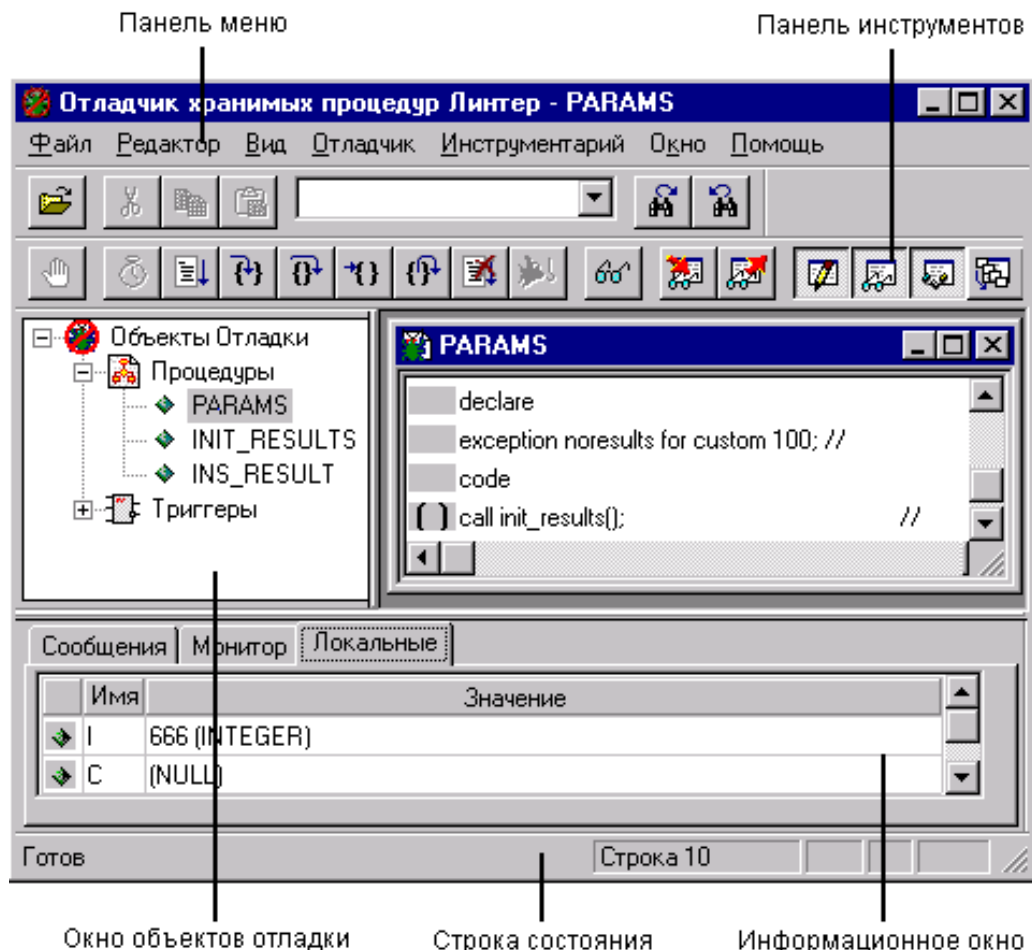 Панель меню
Панель инструментов
Отладчик хранимых процедур Линтер - PARAMS
Файл Редактор Вид Отладчик Инструментарий Окно Помощь
Объекты Отладки
Процедуры
PARAMS
INIT_RESULTS
INS_RESULT
Триггеры
PARAMS
declare
exception noresults for custom 100; //
code
call init_results(); //
Сообщения Монитор Локальные
Имя Значение
I 666 (INTEGER)
C (NULL)
Готов Строка 10
Окно объектов отладки Строка состояния Информационное окно